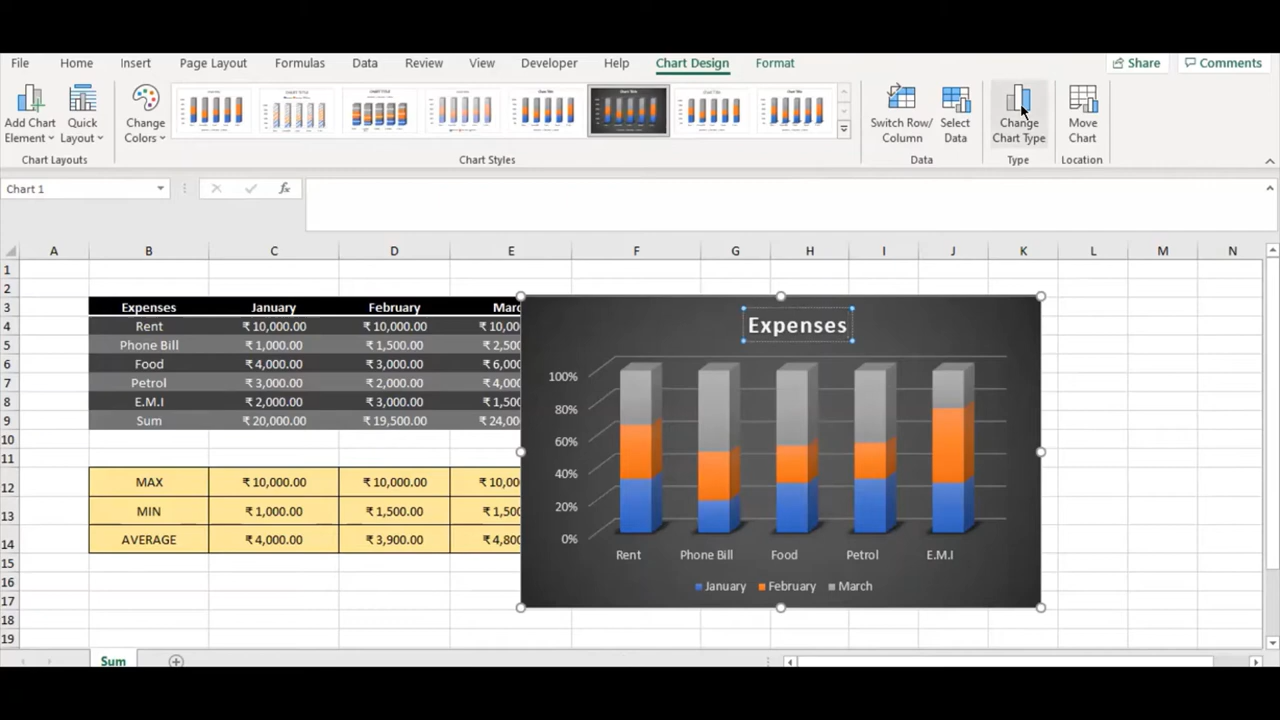 File Home Insert Page Layout Formulas Data Review View Developer Help Chart Design Format Share Comments
Add Chart Element Quick Layout Change Colors Switch Row/ Column Select Data Change Chart Type Move Chart
Chart Layouts Chart Styles Data Type Location
Chart 1 fx
A B C D E F G H I J K L M N
1
2
3 Expenses January February Marc
4 Rent ₹ 10,000.00 ₹ 10,000.00 ₹ 10,00
5 Phone Bill ₹ 1,000.00 ₹ 1,500.00 ₹ 2,50
6 Food ₹ 4,000.00 ₹ 3,000.00 ₹ 6,00
7 Petrol ₹ 3,000.00 ₹ 2,000.00 ₹ 4,00
8 E.M.I ₹ 2,000.00 ₹ 3,000.00 ₹ 1,50
9 Sum ₹ 20,000.00 ₹ 19,500.00 ₹ 24,00
10
11
12 MAX ₹ 10,000.00 ₹ 10,000.00 ₹ 10,00
13 MIN ₹ 1,000.00 ₹ 1,500.00 ₹ 1,50
14 AVERAGE ₹ 4,000.00 ₹ 3,900.00 ₹ 4,80
15
16
17
18
19
Expenses
100%
80%
60%
40%
20%
0%
Rent Phone Bill Food Petrol E.M.I
January February March
Sum